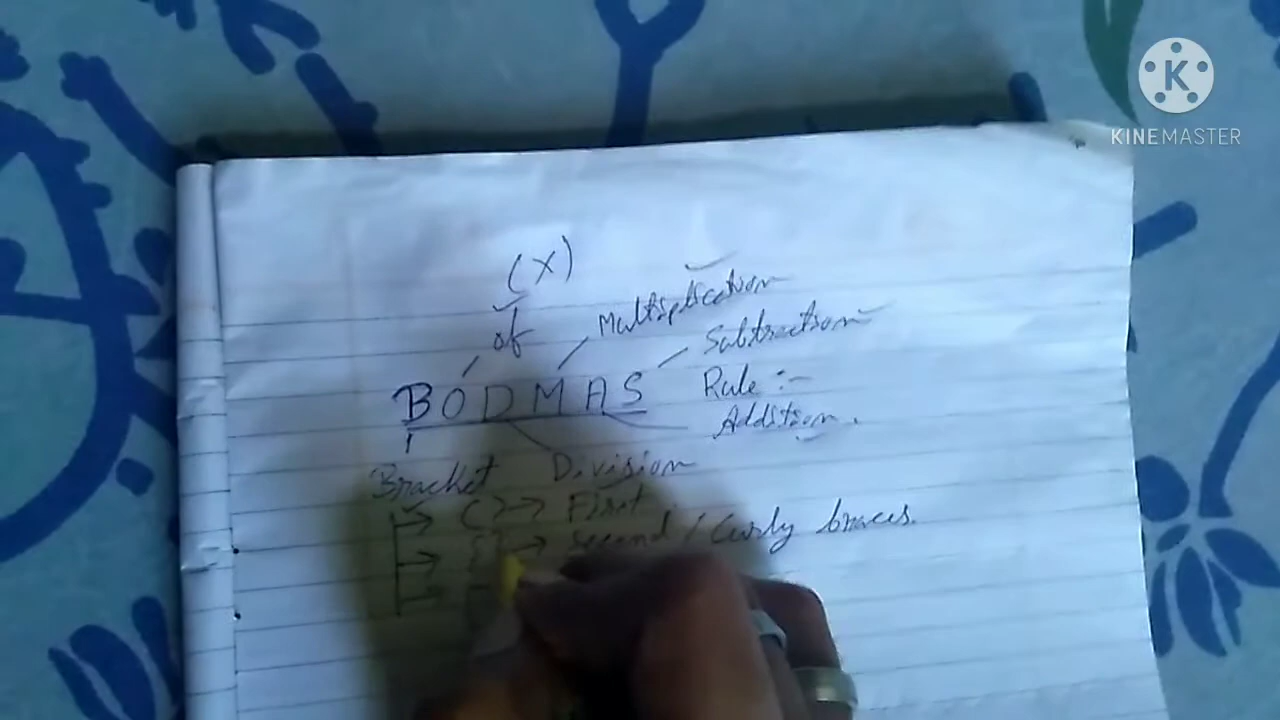 K
KINEMASTER
(X)
of Multiplication
Subtraction
BODMAS Rule :-
Addition.
Bracket Division
→ ( ) → First
→ { } → Second / Curly braces.
→ [